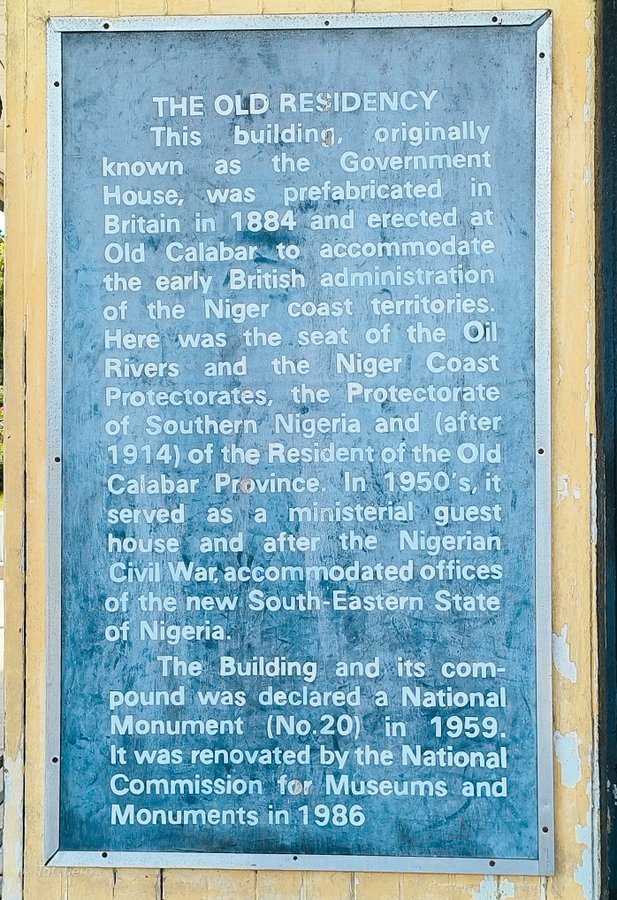 THE OLD RESIDENCY
This building, originally
known as the Government
House, was prefabricated in
Britain in 1884 and erected at
Old Calabar to accommodate
the early British administration
of the Niger coast territories.
Here was the seat of the Oil
Rivers and the Niger Coast
Protectorates, the Protectorate
of Southern Nigeria and (after
1914) of the Resident of the Old
Calabar Province. In 1950's, it
served as a ministerial guest
house and after the Nigerian
Civil War, accommodated offices
of the new South-Eastern State
of Nigeria.
The Building and its com-
pound was declared a National
Monument (No.20) in 1959.
It was renovated by the National
Commission for Museums and
Monuments in 1986